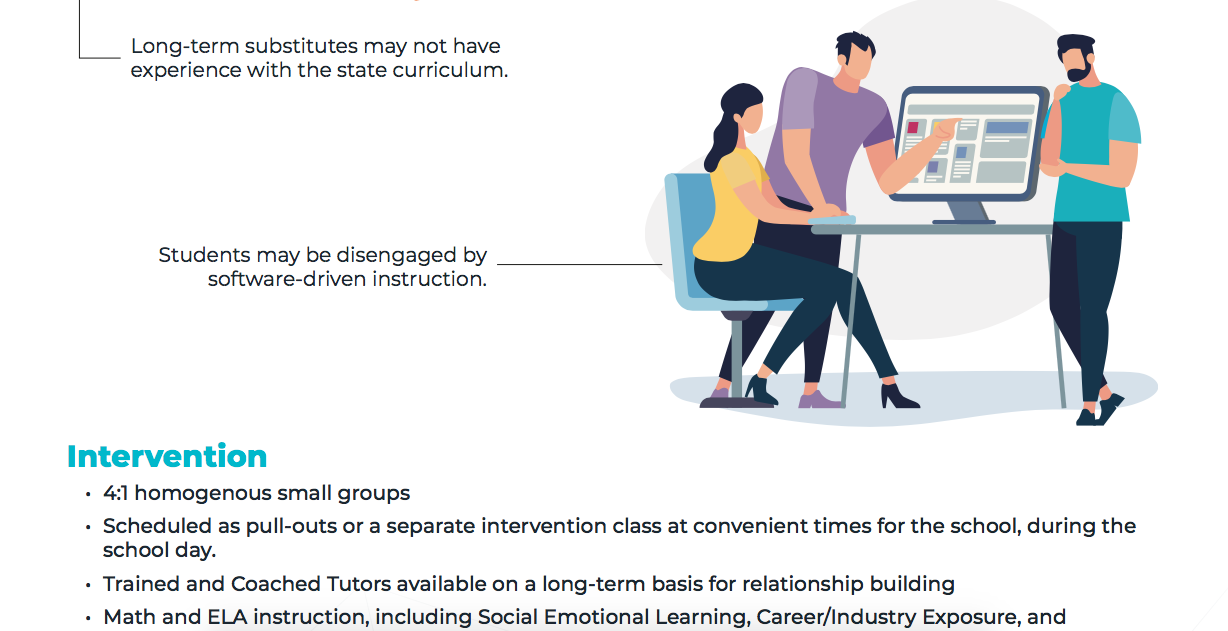 Long-term substitutes may not have
experience with the state curriculum.
Students may be disengaged by
software-driven instruction.
Intervention
• 4:1 homogenous small groups
• Scheduled as pull-outs or a separate intervention class at convenient times for the school, during the
school day.
• Trained and Coached Tutors available on a long-term basis for relationship building
• Math and ELA instruction, including Social Emotional Learning, Career/Industry Exposure, and